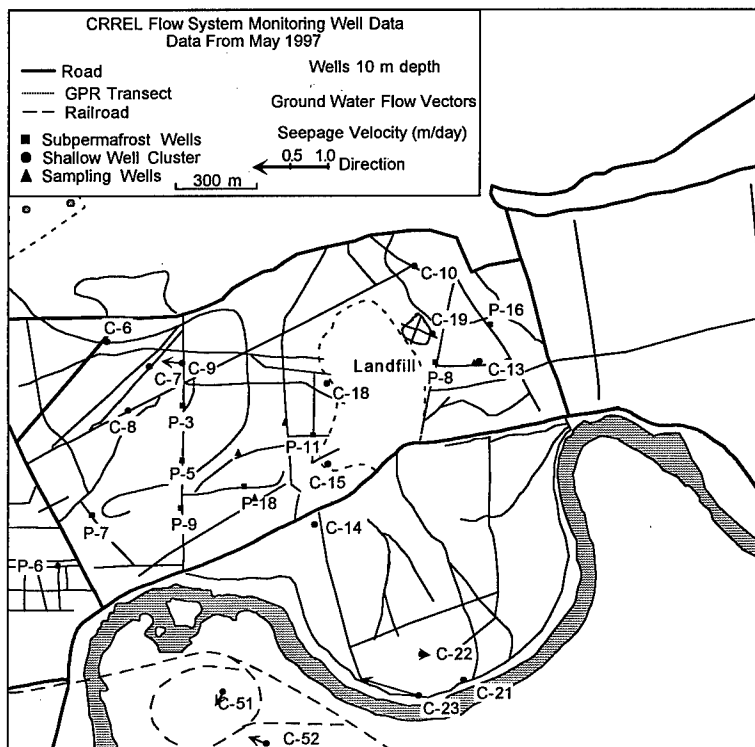 CRREL Flow System Monitoring Well Data
Data From May 1997
Road
Wells 10 m depth
GPR Transect
Ground Water Flow Vectors
Railroad
Seepage Velocity (m/day)
Subpermafrost Wells
0.5 1.0
Shallow Well Cluster
Direction
Sampling Wells
300 m
C-10
P-16
C-6
C-19
C-9
Landfill
C-7
P-8
C-13
C-18
C-8
P-3
P-11
P-5
C-15
P-18
P-9
C-14
P-7
P-6
C-22
C-21
C-51
C-23
C-52